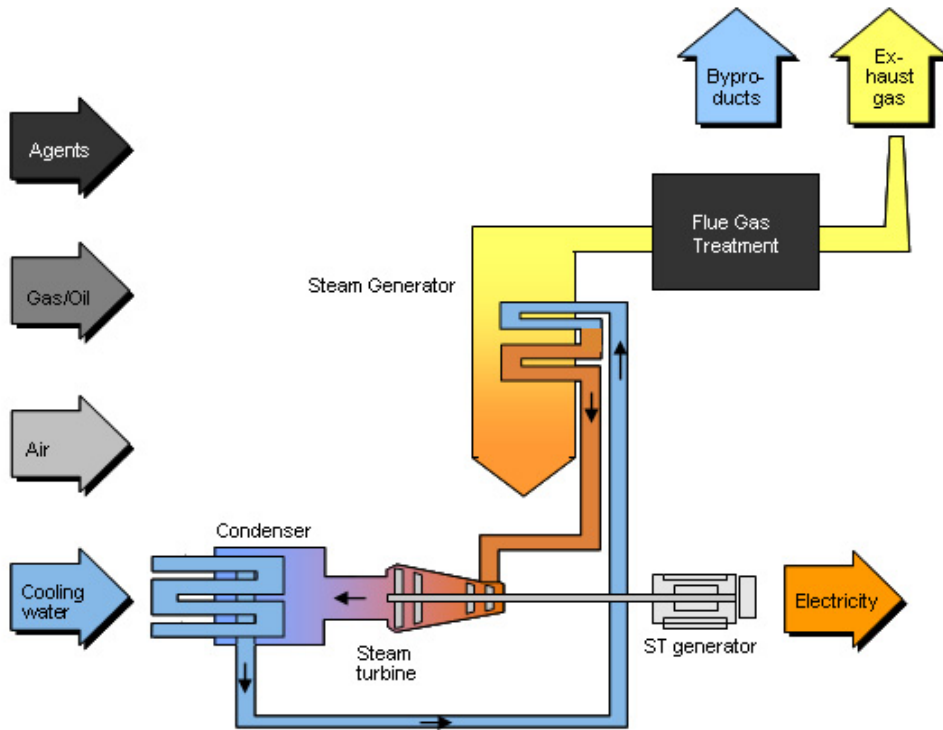 Bypro-
ducts
Ex-
haust
gas
Agents
Flue Gas
Treatment
Steam Generator
Gas/Oil
Air
Condenser
Cooling
water
Electricity
Steam
turbine
ST generator